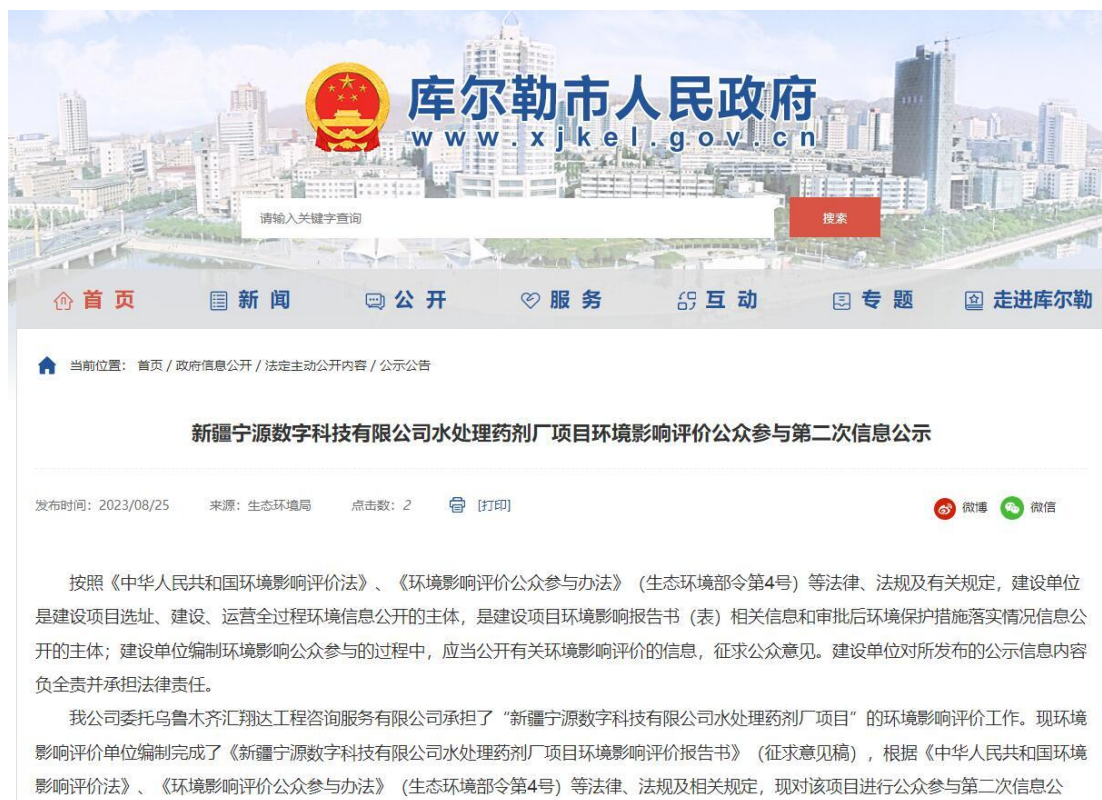 库尔勒市人民政府
www.xjkel.gov.cn
请输入关键字查询 搜索
首页 新闻 公开 服务 互动 专题 走进库尔勒
当前位置: 首页 / 政府信息公开 / 法定主动公开内容 / 公示公告
新疆宁源数字科技有限公司水处理药剂厂项目环境影响评价公众参与第二次信息公示
发布时间: 2023/08/25 来源: 生态环境局 点击数: 2 [打印] 微博 微信
按照《中华人民共和国环境影响评价法》、《环境影响评价公众参与办法》（生态环境部令第4号）等法律、法规及有关规定，建设单位
是建设项目选址、建设、运营全过程环境信息公开的主体，是建设项目环境影响报告书（表）相关信息和审批后环境保护措施落实情况信息公
开的主体；建设单位编制环境影响公众参与的过程中，应当公开有关环境影响评价的信息，征求公众意见。建设单位对所发布的公示信息内容
负全责并承担法律责任。
我公司委托乌鲁木齐汇翔达工程咨询服务有限公司承担了“新疆宁源数字科技有限公司水处理药剂厂项目”的环境影响评价工作。现环境
影响评价单位编制完成了《新疆宁源数字科技有限公司水处理药剂厂项目环境影响评价报告书》（征求意见稿），根据《中华人民共和国环境
影响评价法》、《环境影响评价公众参与办法》（生态环境部令第4号）等法律、法规及相关规定，现对该项目进行公众参与第二次信息公